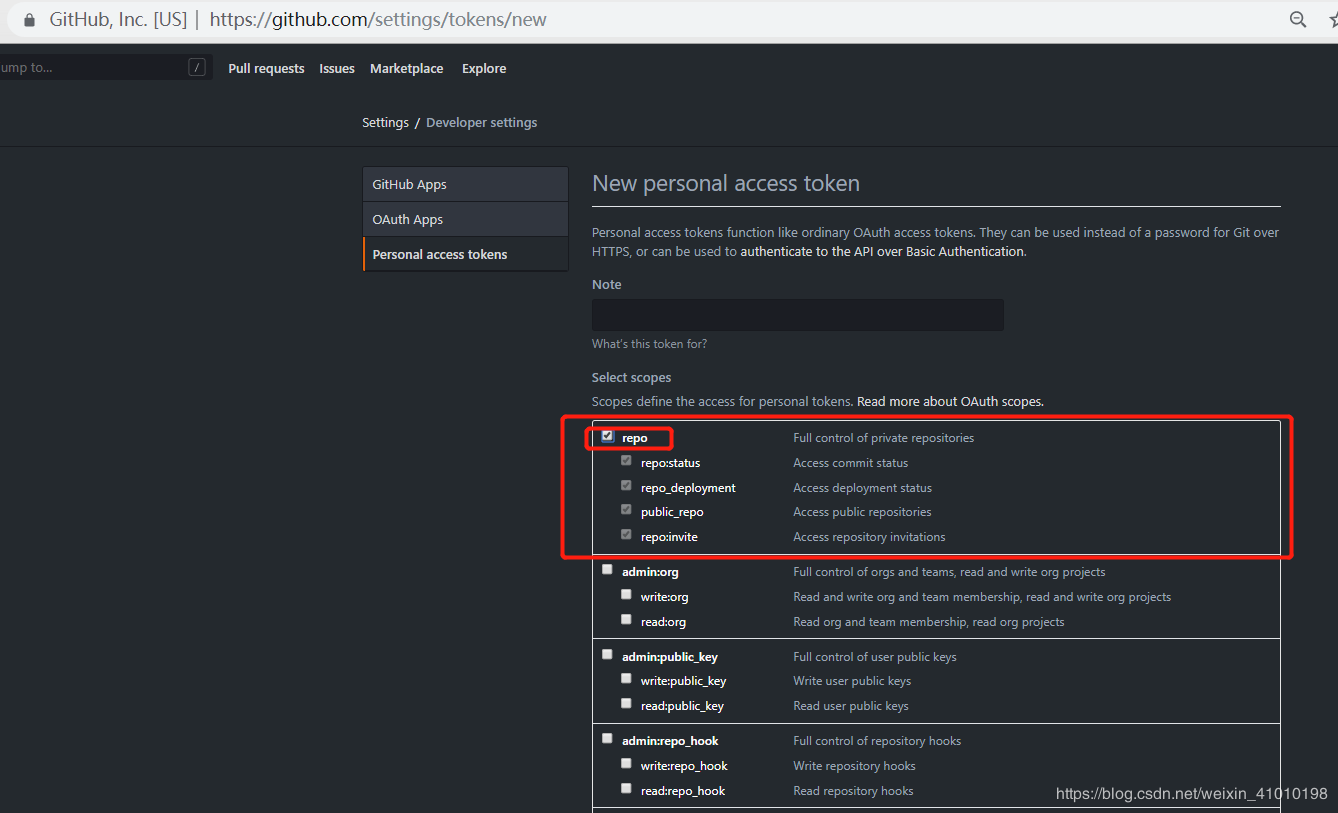 GitHub, Inc. [US] | https://github.com/settings/tokens/new
ump to... /
Pull requests Issues Marketplace Explore
Settings / Developer settings
GitHub Apps
OAuth Apps
Personal access tokens
New personal access token
Personal access tokens function like ordinary OAuth access tokens. They can be used instead of a password for Git over
HTTPS, or can be used to authenticate to the API over Basic Authentication.
Note
What's this token for?
Select scopes
Scopes define the access for personal tokens. Read more about OAuth scopes.
repo Full control of private repositories
repo:status Access commit status
repo_deployment Access deployment status
public_repo Access public repositories
repo:invite Access repository invitations
admin:org Full control of orgs and teams, read and write org projects
write:org Read and write org and team membership, read and write org projects
read:org Read org and team membership, read org projects
admin:public_key Full control of user public keys
write:public_key Write user public keys
read:public_key Read user public keys
admin:repo_hook Full control of repository hooks
write:repo_hook Write repository hooks
read:repo_hook Read repository hooks
https://blog.csdn.net/weixin_41010198